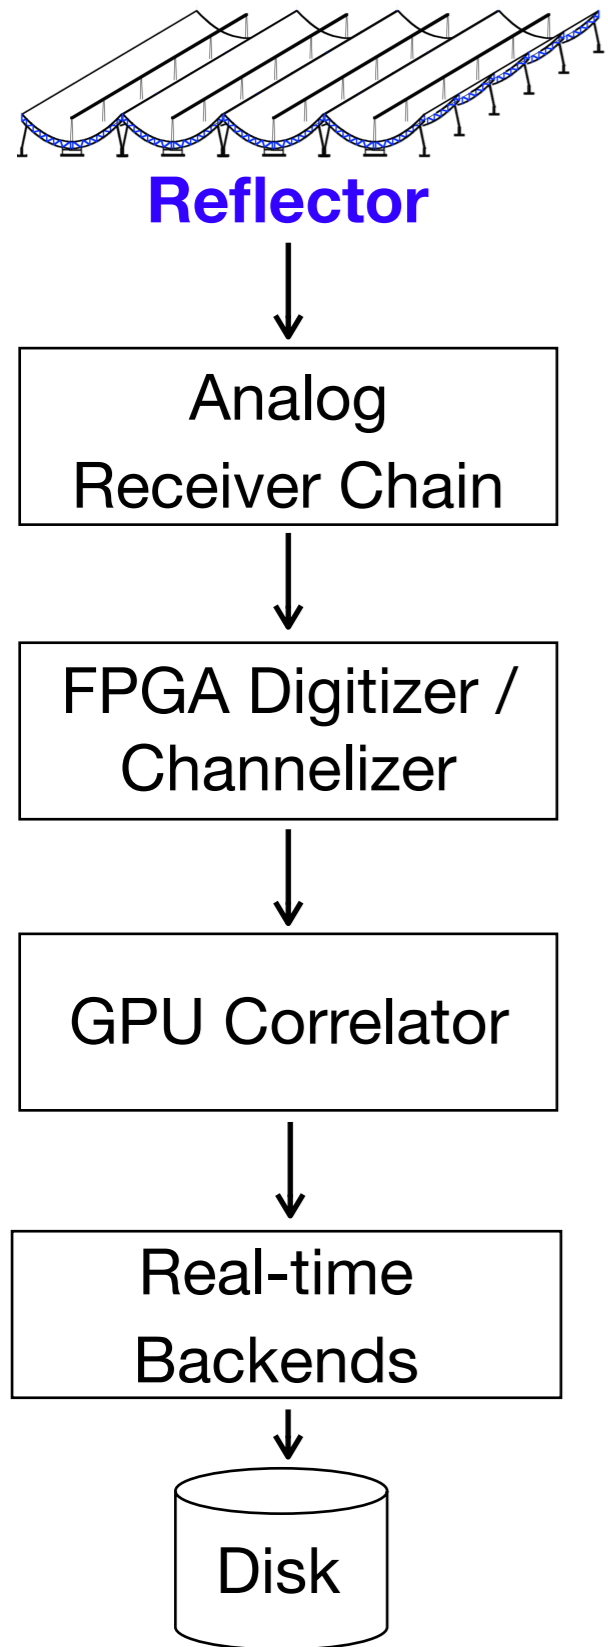 Reflector
Analog
Receiver Chain
FPGA Digitizer /
Channelizer
GPU Correlator
Real-time
Backends
Disk